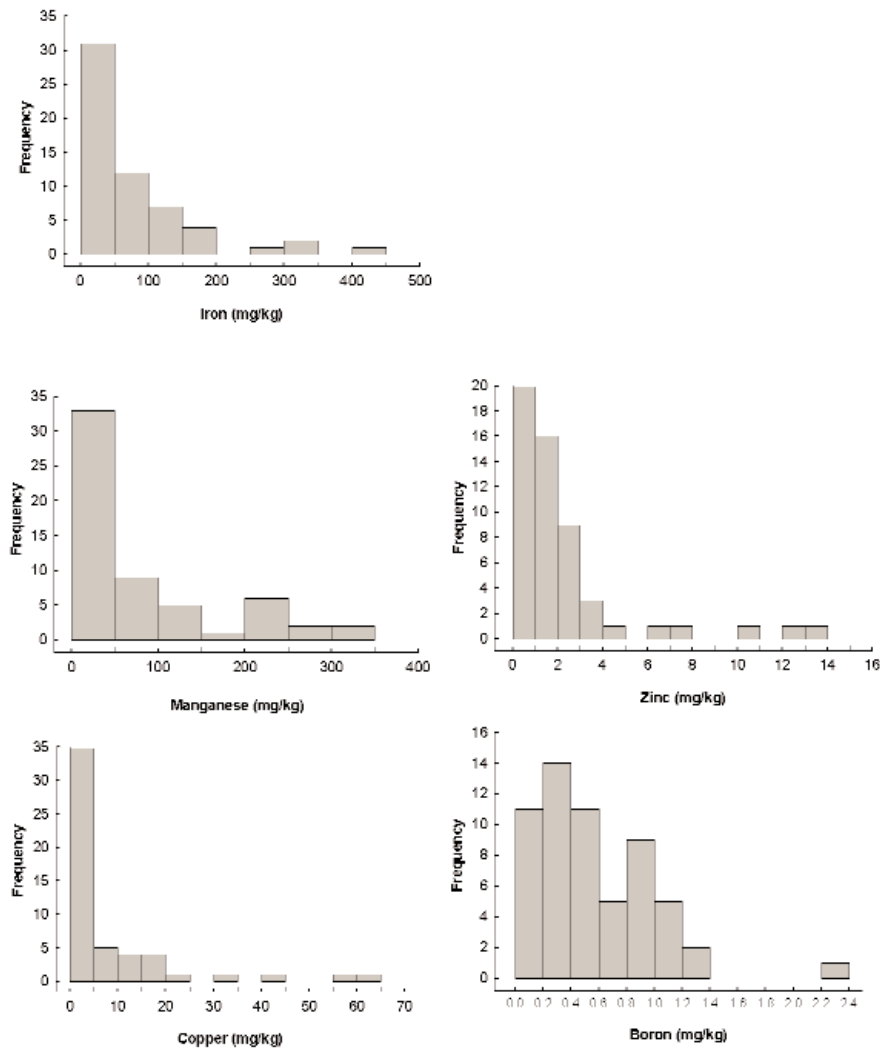 35
30
25
20
15
10
5
0
Frequency
0 100 200 300 400 500
Iron (mg/kg)
35
30
25
20
15
10
5
0
Frequency
0 100 200 300 400
Manganese (mg/kg)
20
18
16
14
12
10
8
6
4
2
0
Frequency
0 2 4 6 8 10 12 14 16
Zinc (mg/kg)
35
30
25
20
15
10
5
0
Frequency
0 10 20 30 40 50 60 70
Copper (mg/kg)
16
14
12
10
8
6
4
2
0
Frequency
0.0 0.2 0.4 0.6 0.8 1.0 1.2 1.4 1.6 1.8 2.0 2.2 2.4
Boron (mg/kg)